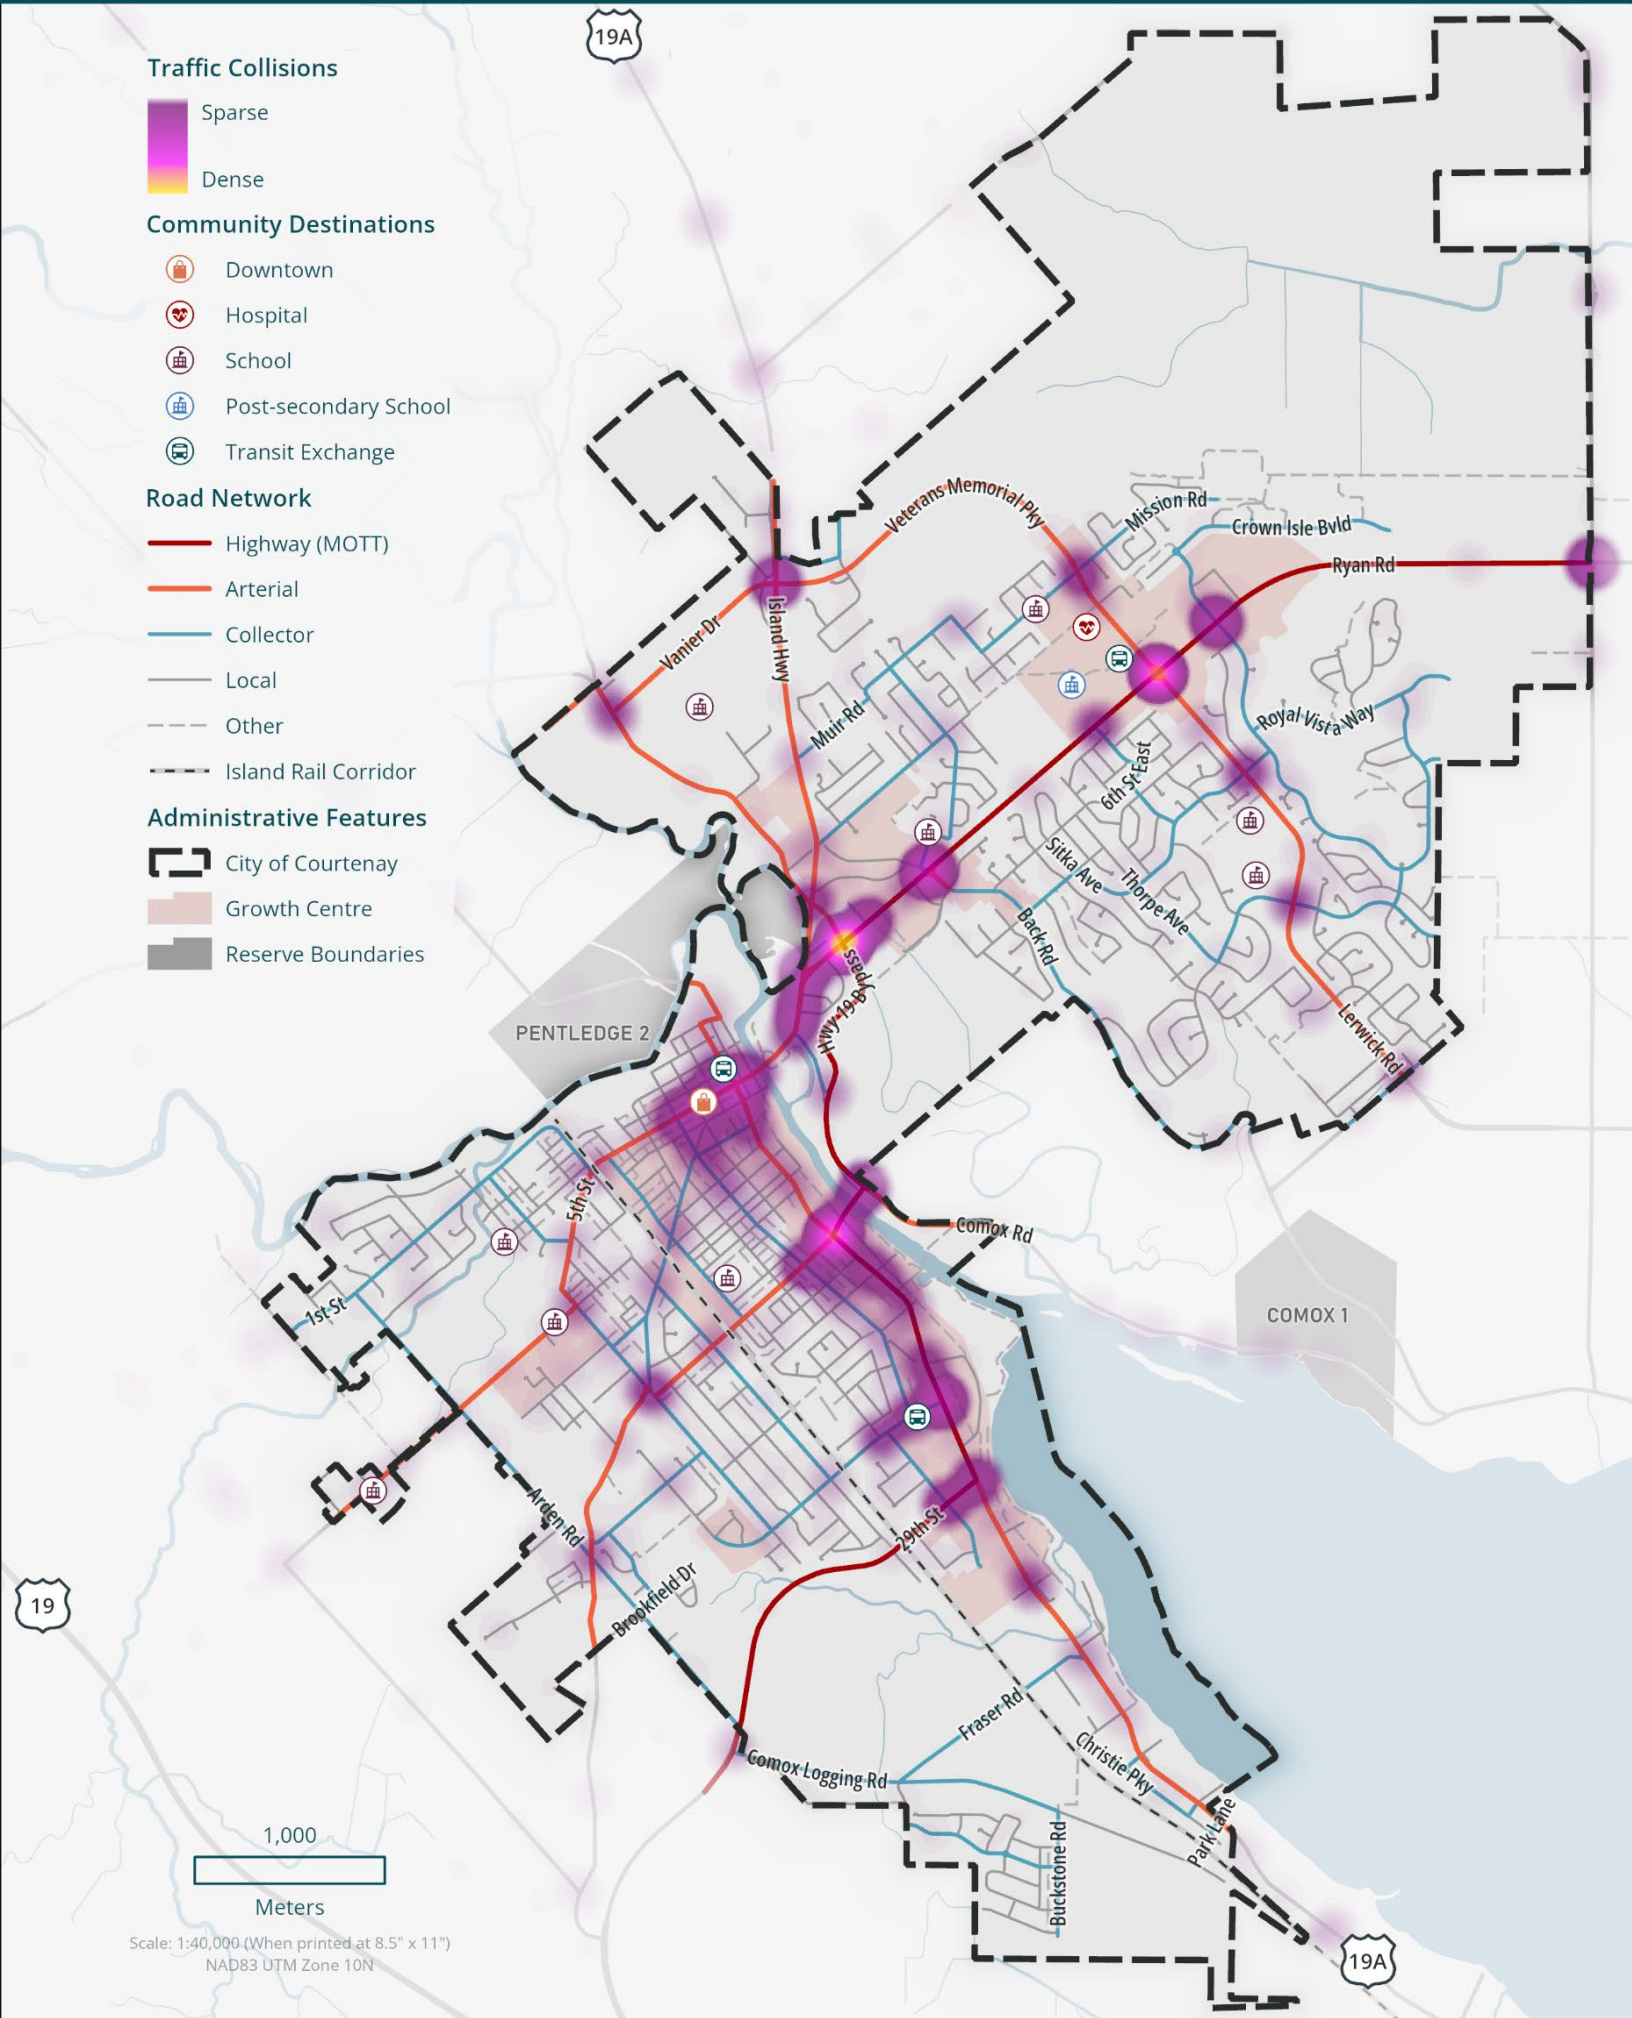 19A
Traffic Collisions
Sparse
Dense
Community Destinations
Downtown
Hospital
School
Post-secondary School
Transit Exchange
Road Network
Highway (MOTT)
Arterial
Collector
Local
Other
Island Rail Corridor
Administrative Features
City of Courtenay
Growth Centre
Reserve Boundaries
Veterans Memorial Pky
Mission Rd
Crown Isle Bvld
Ryan Rd
Island Hwy
Vanier Dr
Muir Rd
Royal Vista Way
6th St East
Sitka Ave
Thorpe Ave
Back Rd
Hwy 19 Bypass
Lerwick Rd
PENTLEDGE 2
5th St
Comox Rd
1st St
COMOX 1
Arden Rd
29th St
Brookfield Dr
19
Fraser Rd
Christie Pky
Comox Logging Rd
Park Lane
Buckstone Rd
1,000
Meters
Scale: 1:40,000 (When printed at 8.5" x 11")
NAD83 UTM Zone 10N
19A